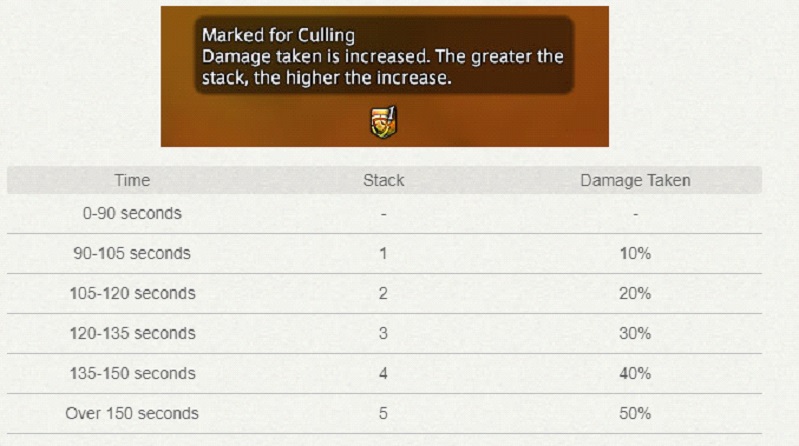 Marked for Culling
Damage taken is increased. The greater the
stack, the higher the increase.
1
Time Stack Damage Taken
0-90 seconds - -
90-105 seconds 1 10%
105-120 seconds 2 20%
120-135 seconds 3 30%
135-150 seconds 4 40%
Over 150 seconds 5 50%